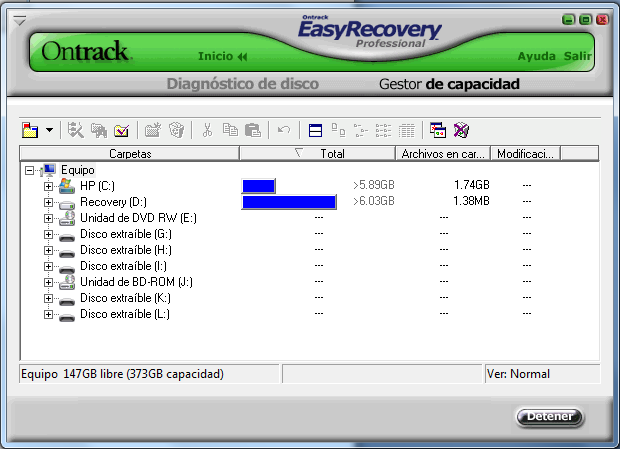 Ontrack
EasyRecovery
Professional
Ontrack
Inicio
Ayuda Salir
Diagnóstico de disco
Gestor de capacidad
Carpetas Total Archivos en car... Modificaci...
Equipo
HP (C:) >5.89GB 1.74GB ---
Recovery (D:) >6.03GB 1.38MB ---
Unidad de DVD RW (E:) --- --- ---
Disco extraíble (G:) --- --- ---
Disco extraíble (H:) --- --- ---
Disco extraíble (I:) --- --- ---
Unidad de BD-ROM (J:) --- --- ---
Disco extraíble (K:) --- --- ---
Disco extraíble (L:) --- --- ---
Equipo 147GB libre (373GB capacidad) Ver: Normal
Detener